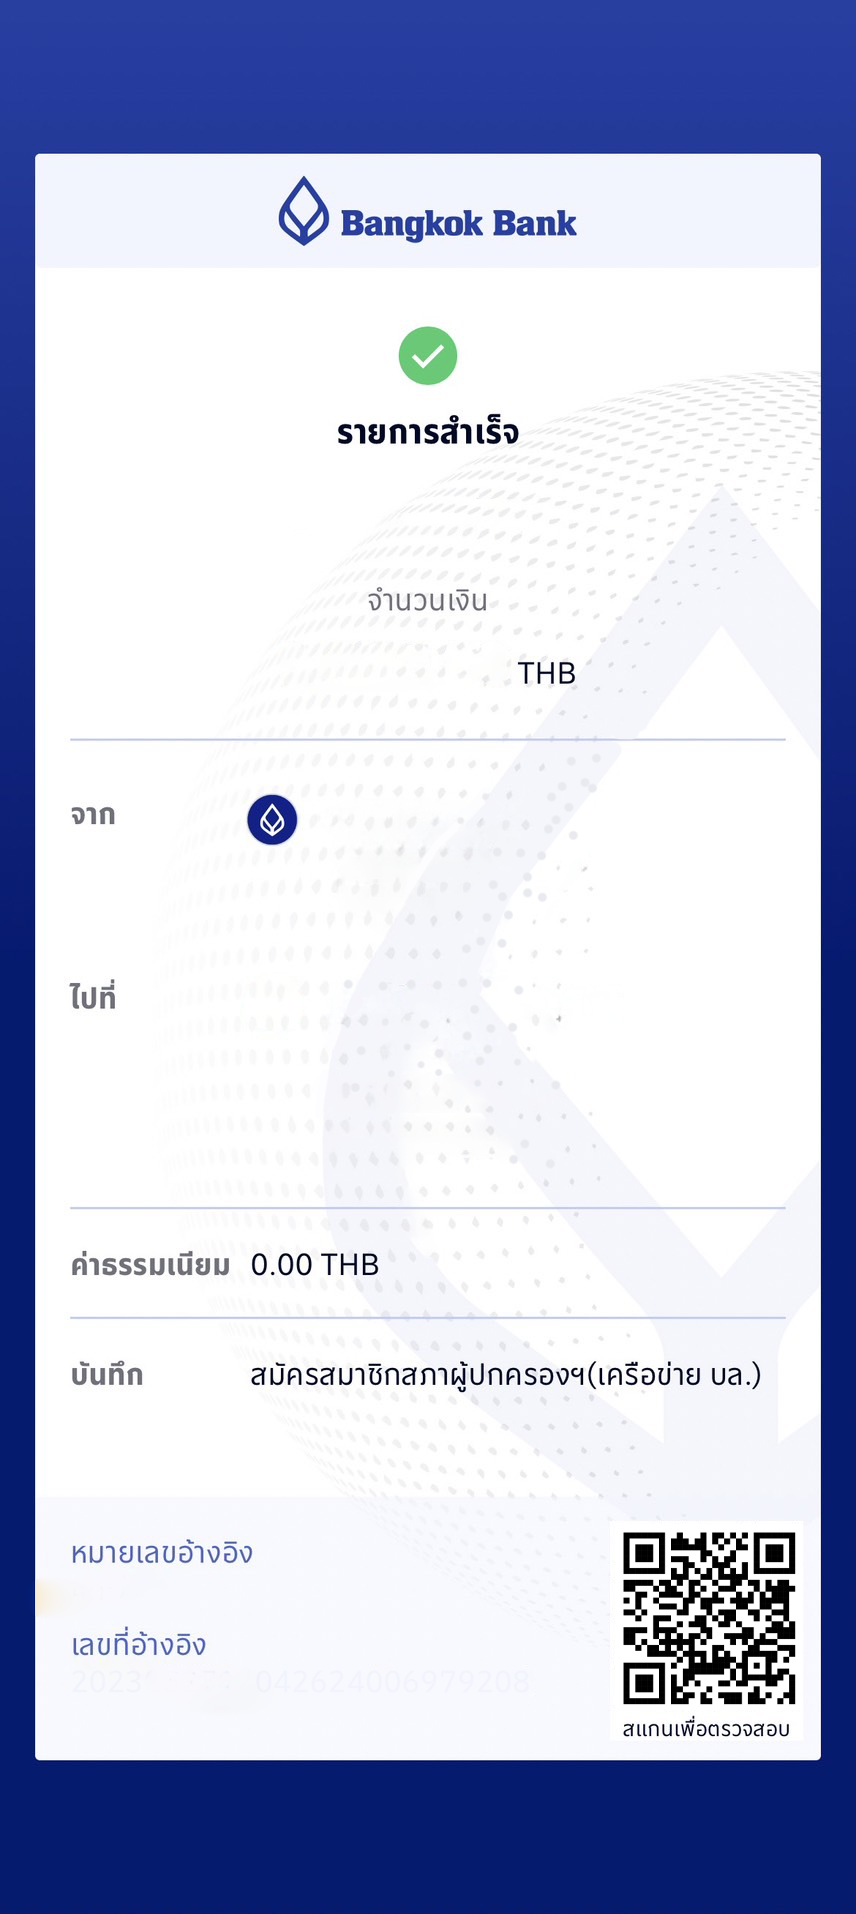 Bangkok Bank
รายการสำเร็จ
จำนวนเงิน
THB
จาก
ไปที่
ค่าธรรมเนียม 0.00 THB
บันทึก สมัครสมาชิกสภาผู้ปกครองฯ(เครือข่าย บล.)
หมายเลขอ้างอิง
เลขที่อ้างอิง
สแกนเพื่อตรวจสอบ